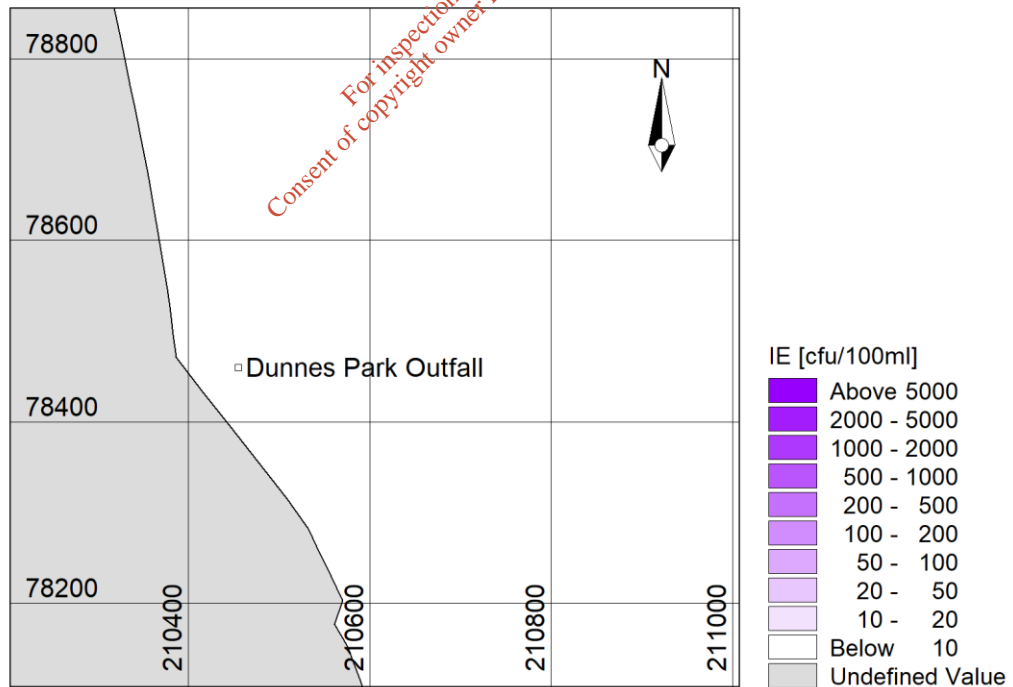 For inspection
Consent of copyright owner
N
78800
78600
78400
78200
Dunnes Park Outfall
210400
210600
210800
211000
IE [cfu/100ml]
Above 5000
2000 - 5000
1000 - 2000
500 - 1000
200 - 500
100 - 200
50 - 100
20 - 50
10 - 20
Below 10
Undefined Value